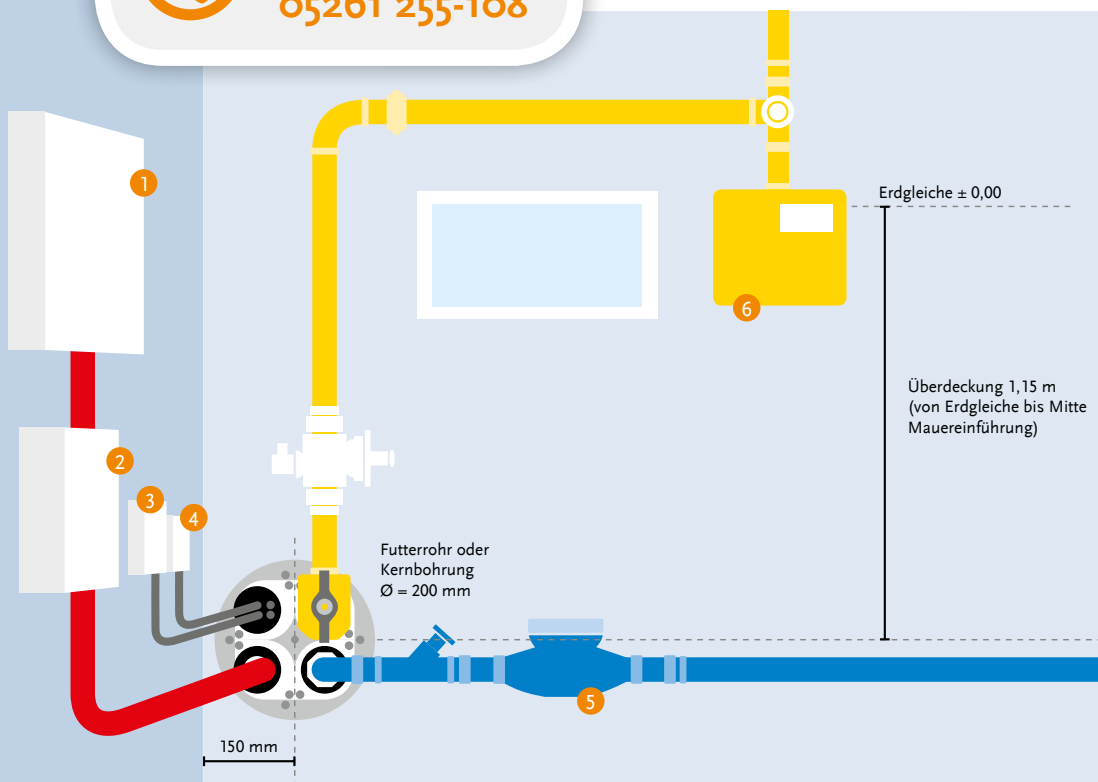 05261 255-108
1
Erdgleiche ± 0,00
6
Überdeckung 1,15 m
(von Erdgleiche bis Mitte
Mauereinführung)
2
3
4
Futterrohr oder
Kernbohrung
Ø = 200 mm
5
150 mm